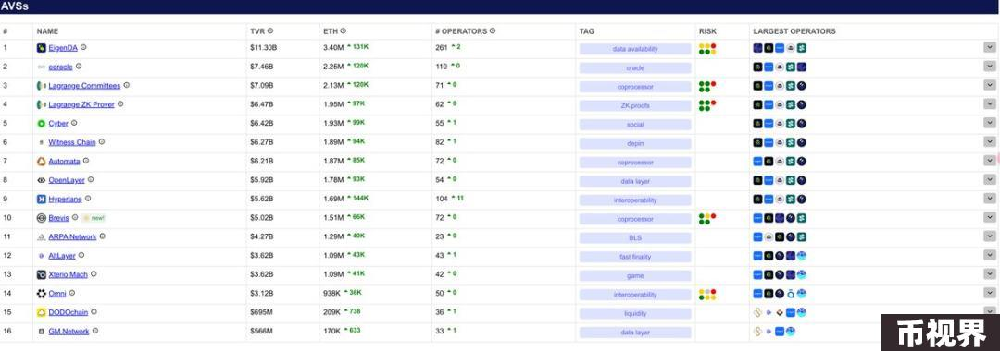 AVSs
# NAME TVR ETH # OPERATORS TAG RISK LARGEST OPERATORS
1 EigenDA $11.30B 3.40M 131K 261 2 data availability
2 eoracle $7.46B 2.25M 120K 110 0 oracle
3 Lagrange Committees $7.09B 2.13M 120K 71 0 coprocessor
4 Lagrange ZK Prover $6.47B 1.95M 97K 62 0 ZK proofs
5 Cyber $6.42B 1.93M 99K 55 1 social
6 Witness Chain $6.27B 1.89M 94K 82 1 depin
7 Automata $6.21B 1.87M 85K 72 0 coprocessor
8 OpenLayer $5.92B 1.78M 93K 54 0 data layer
9 Hyperlane $5.62B 1.69M 144K 104 11 interoperability
10 Brevis new! $5.02B 1.51M 66K 72 0 coprocessor
11 ARPA Network $4.27B 1.29M 40K 23 0 BLS
12 AltLayer $3.62B 1.09M 43K 43 1 fast finality
13 Xterio Mach $3.62B 1.09M 41K 42 0 game
14 Omni $3.12B 938K 36K 50 0 interoperability
15 DODOchain $695M 209K 738 36 1 liquidity
16 GM Network $566M 170K 633 33 1 data layer
币视界